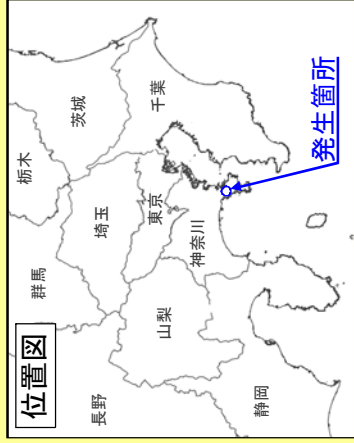 位置図
栃木
群馬
茨城
長野
埼玉
千葉
東京
山梨
神奈川
静岡
発生箇所